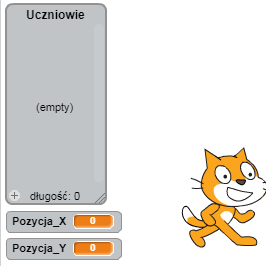 Uczniowie
(empty)
+ długość: 0
Pozycja_X 0
Pozycja_Y 0